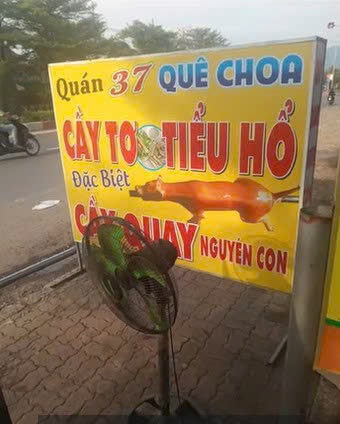 Quán 37 QUÊ CHOA
CẦY TƠ TIỂU HỔ
Đặc Biệt
CẦY QUAY NGUYÊN CON